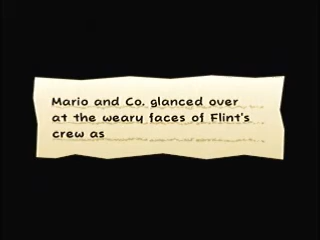 Mario and Co. glanced over
at the weary faces of Flint's
crew as